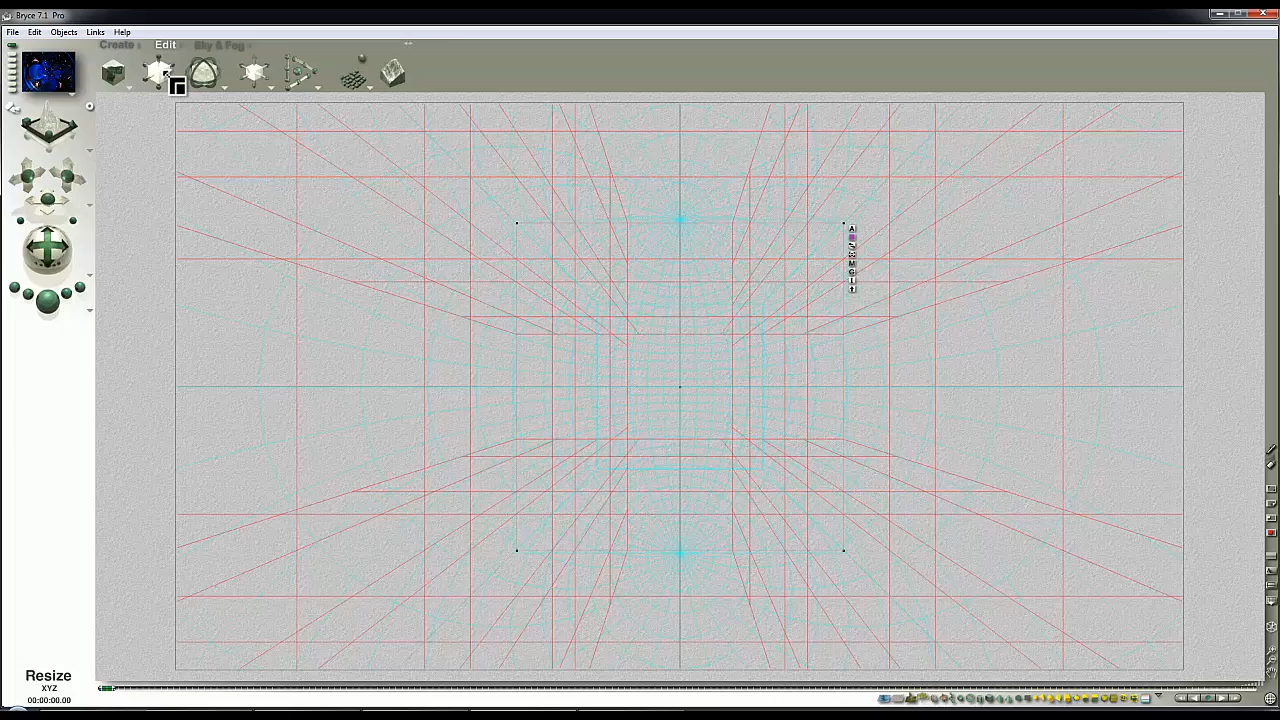 Bryce 7.1 Pro
File Edit Objects Links Help
Create Edit Sky & Fog
A
M
G
Resize
XYZ
00:00:00.00